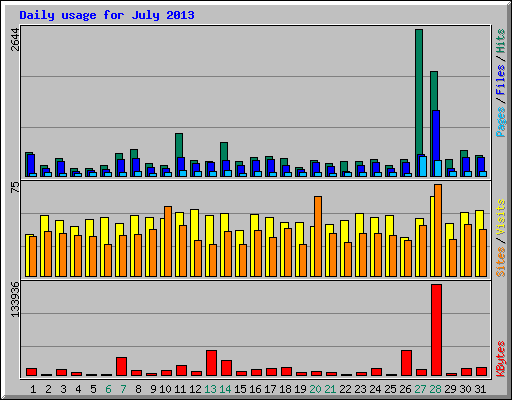 Daily usage for July 2013
2644
Pages / Files / Hits
75
Sites / Visits
133936
KBytes
1 2 3 4 5 6 7 8 9 10 11 12 13 14 15 16 17 18 19 20 21 22 23 24 25 26 27 28 29 30 31